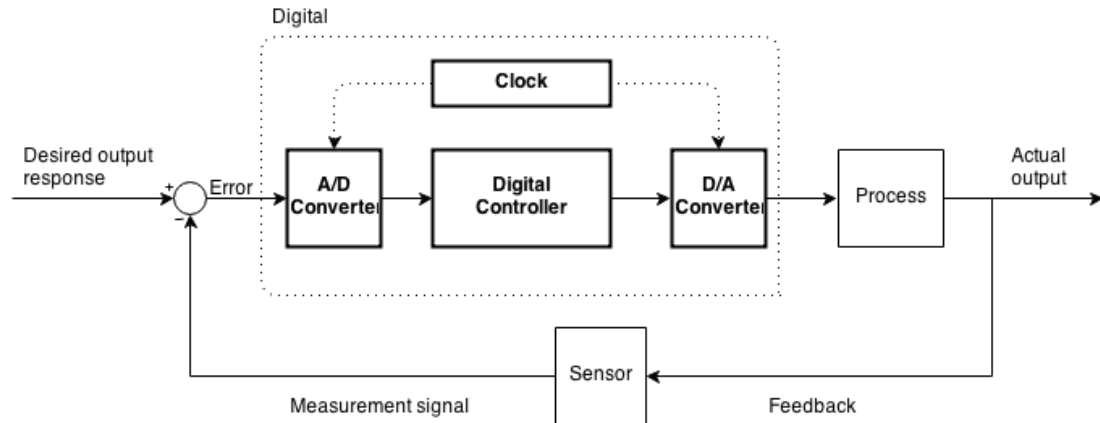 Digital
Clock
Desired output
response
+
Error
−
A/D
Converter
Digital
Controller
D/A
Converter
Process
Actual
output
Sensor
Measurement signal
Feedback